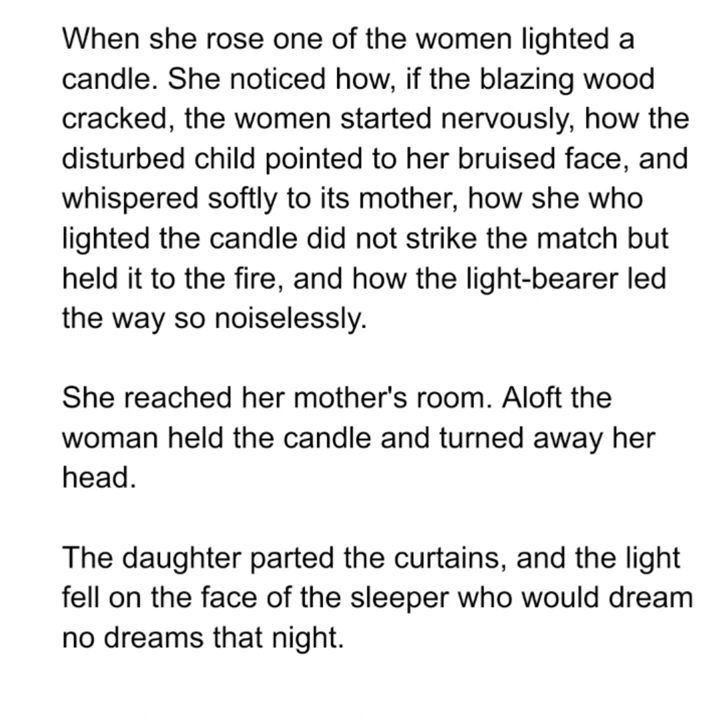 When she rose one of the women lighted a
candle. She noticed how, if the blazing wood
cracked, the women started nervously, how the
disturbed child pointed to her bruised face, and
whispered softly to its mother, how she who
lighted the candle did not strike the match but
held it to the fire, and how the light-bearer led
the way so noiselessly.
She reached her mother's room. Aloft the
woman held the candle and turned away her
head.
The daughter parted the curtains, and the light
fell on the face of the sleeper who would dream
no dreams that night.